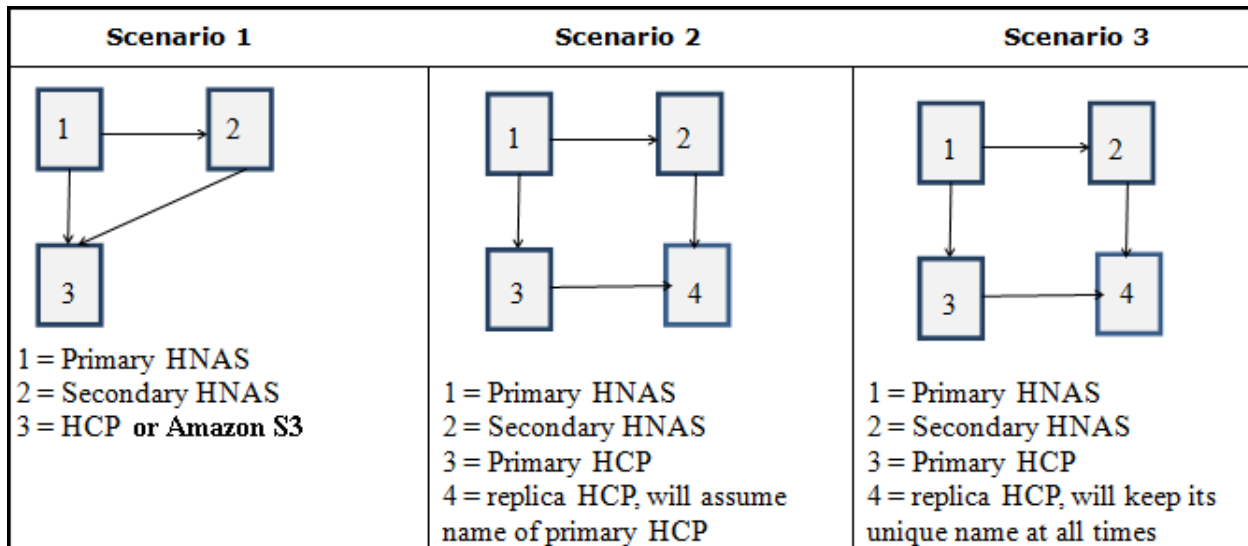 Scenario 1
1
2
3
1 = Primary HNAS
2 = Secondary HNAS
3 = HCP or Amazon S3
Scenario 2
1
2
3
4
1 = Primary HNAS
2 = Secondary HNAS
3 = Primary HCP
4 = replica HCP, will assume
name of primary HCP
Scenario 3
1
2
3
4
1 = Primary HNAS
2 = Secondary HNAS
3 = Primary HCP
4 = replica HCP, will keep its
unique name at all times